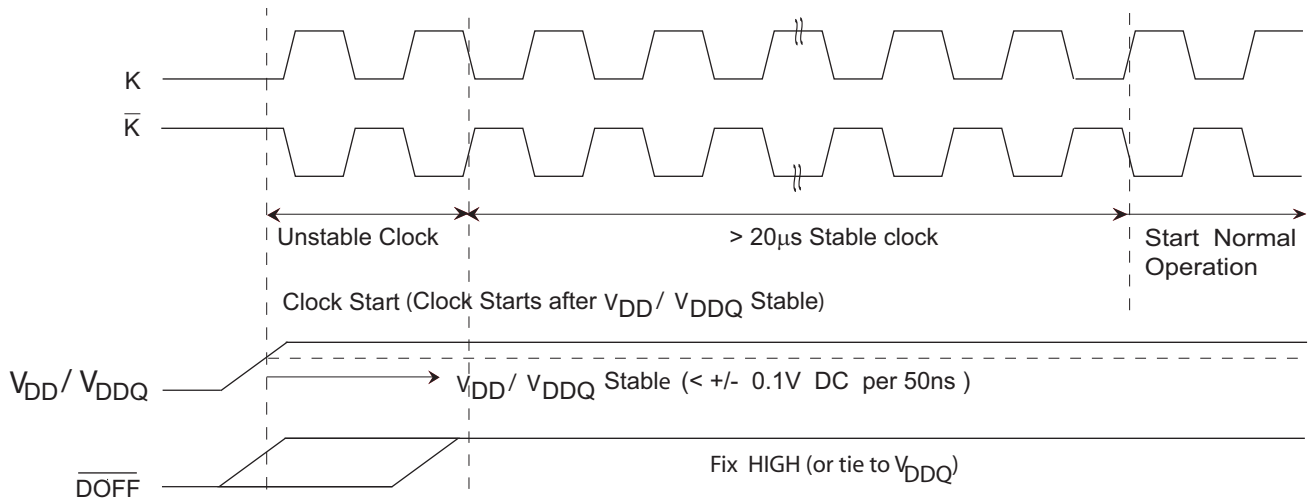 K
K̅
Unstable Clock
> 20μs Stable clock
Start Normal
Operation
Clock Start (Clock Starts after VDD / VDDQ Stable)
VDD / VDDQ
VDD / VDDQ Stable (< +/- 0.1V DC per 50ns )
D̅O̅F̅F̅
Fix HIGH (or tie to VDDQ)